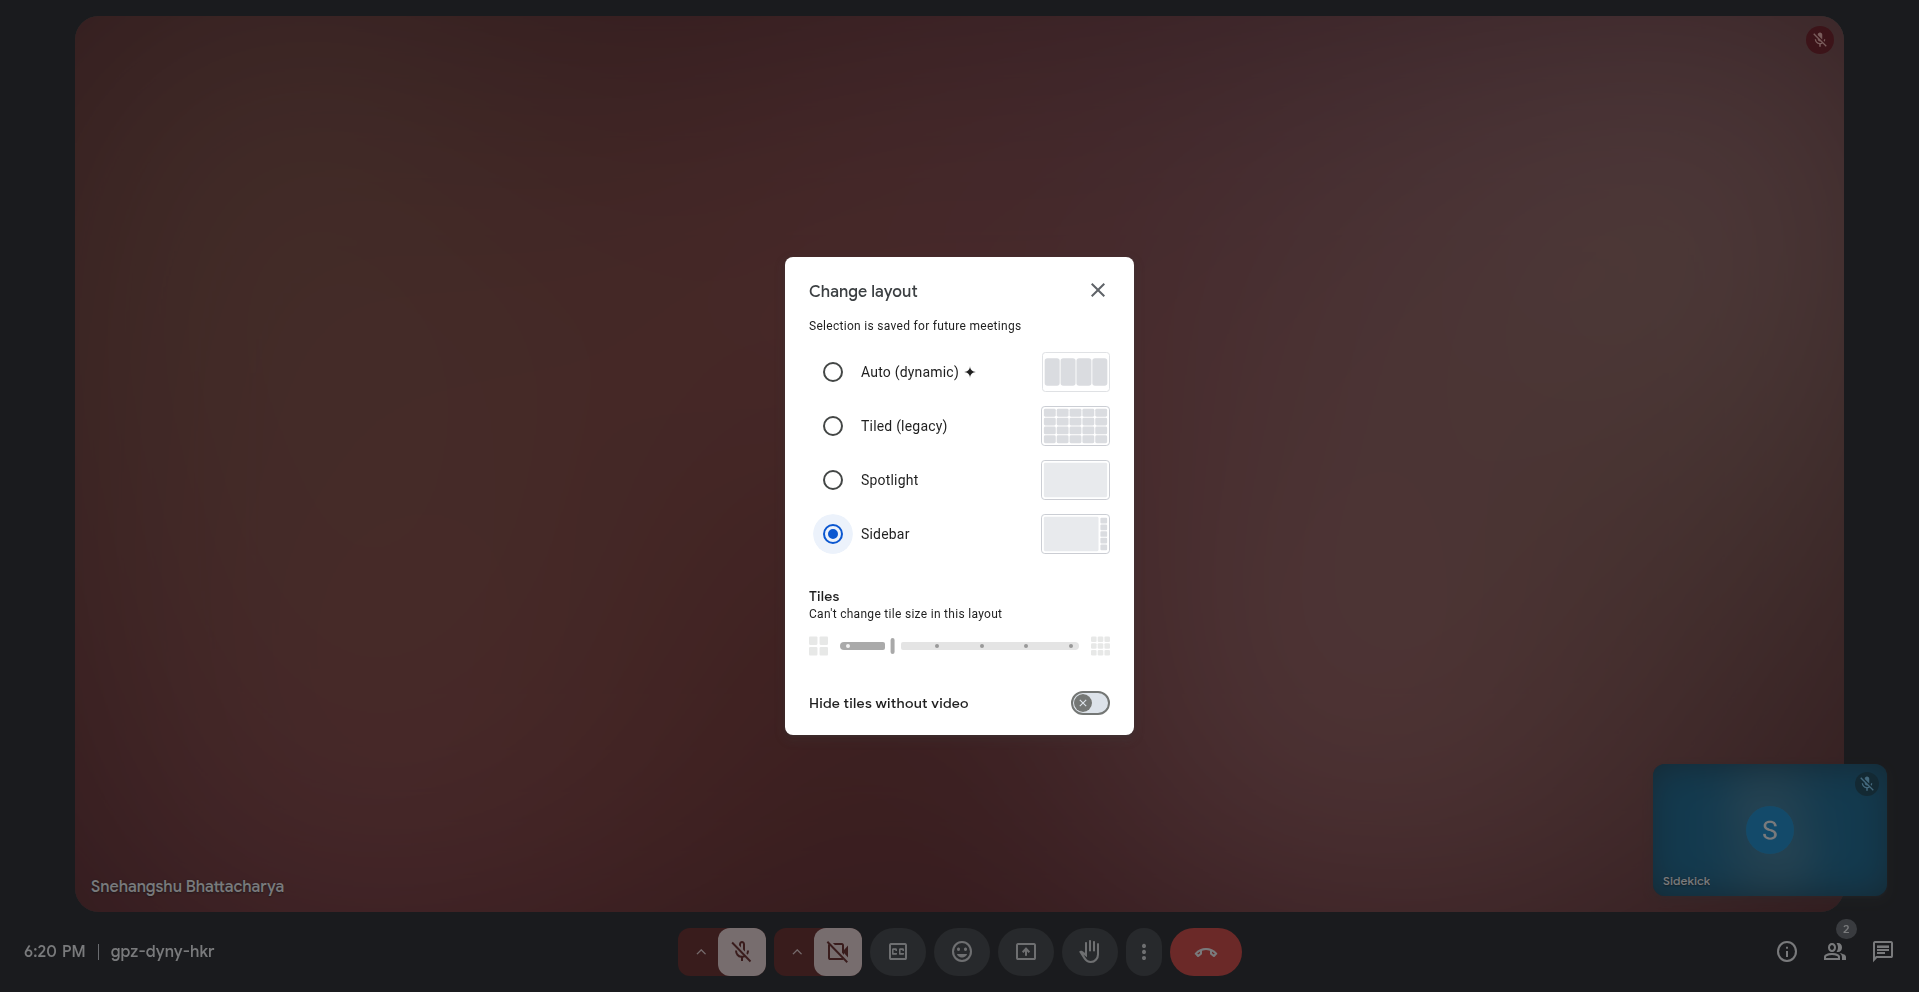 Change layout
Selection is saved for future meetings
Auto (dynamic)
Tiled (legacy)
Spotlight
Sidebar
Tiles
Can't change tile size in this layout
Hide tiles without video
S
Sidekick
Snehangshu Bhattacharya
6:20 PM | gpz-dyny-hkr
CC
2